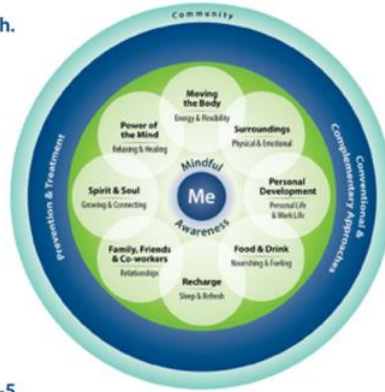 h.
Community
Prevention & Treatment
Conventional &
Complementary Approaches
Moving
the Body
Energy & Flexibility
Surroundings
Physical & Emotional
Personal
Development
Personal Life
& Work Life
Food & Drink
Nourishing & Fueling
Recharge
Sleep & Refresh
Family, Friends
& Co-workers
Relationships
Spirit & Soul
Growing & Connecting
Power of
the Mind
Relaxing & Healing
Mindful
Awareness
Me
-5